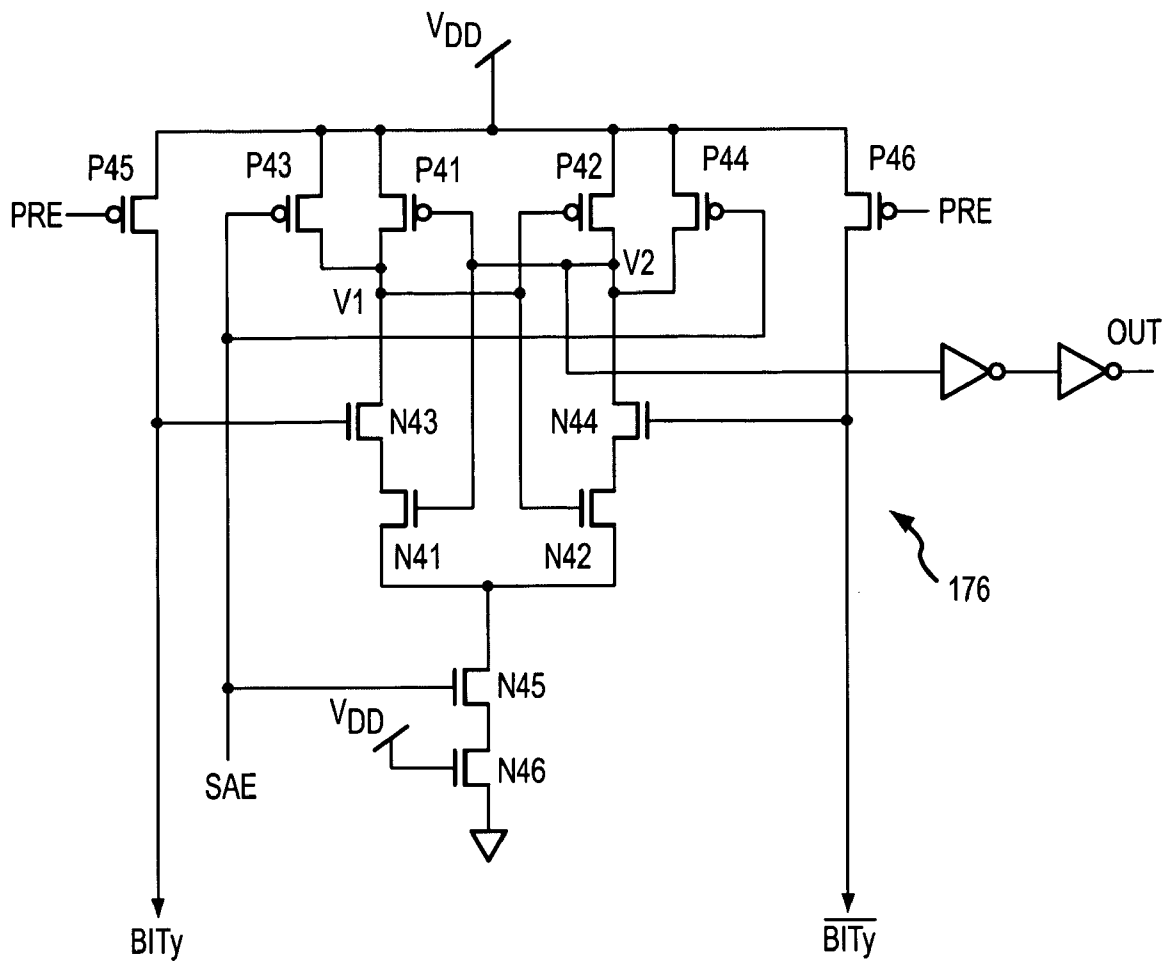 VDD
P45
P43
P41
P42
P44
P46
PRE
PRE
V1
V2
OUT
N43
N44
N41
N42
176
N45
VDD
N46
SAE
BITy
B̅I̅T̅y̅